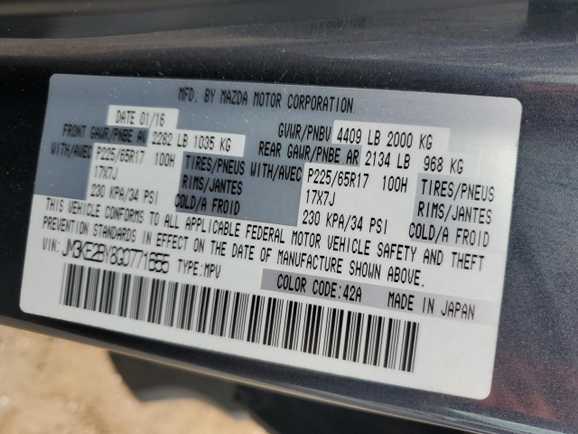 MFD. BY MAZDA MOTOR CORPORATION
DATE 01/16 GVWR/PNBV 4409 LB 2000 KG
FRONT GAWR/PNBE AV 2282 LB 1035 KG REAR GAWR/PNBE AR 2134 LB 968 KG
WITH/AVEC P225/65R17 100H TIRES/PNEUS WITH/AVEC P225/65R17 100H TIRES/PNEUS
17X7J RIMS/JANTES 17X7J RIMS/JANTES
230 KPA/34 PSI COLD/A FROID 230 KPA/34 PSI COLD/A FROID
THIS VEHICLE CONFORMS TO ALL APPLICABLE FEDERAL MOTOR VEHICLE SAFETY AND THEFT
PREVENTION STANDARDS IN EFFECT ON THE DATE OF MANUFACTURE SHOWN ABOVE.
VIN: TYPE:MPV
COLOR CODE:42A MADE IN JAPAN